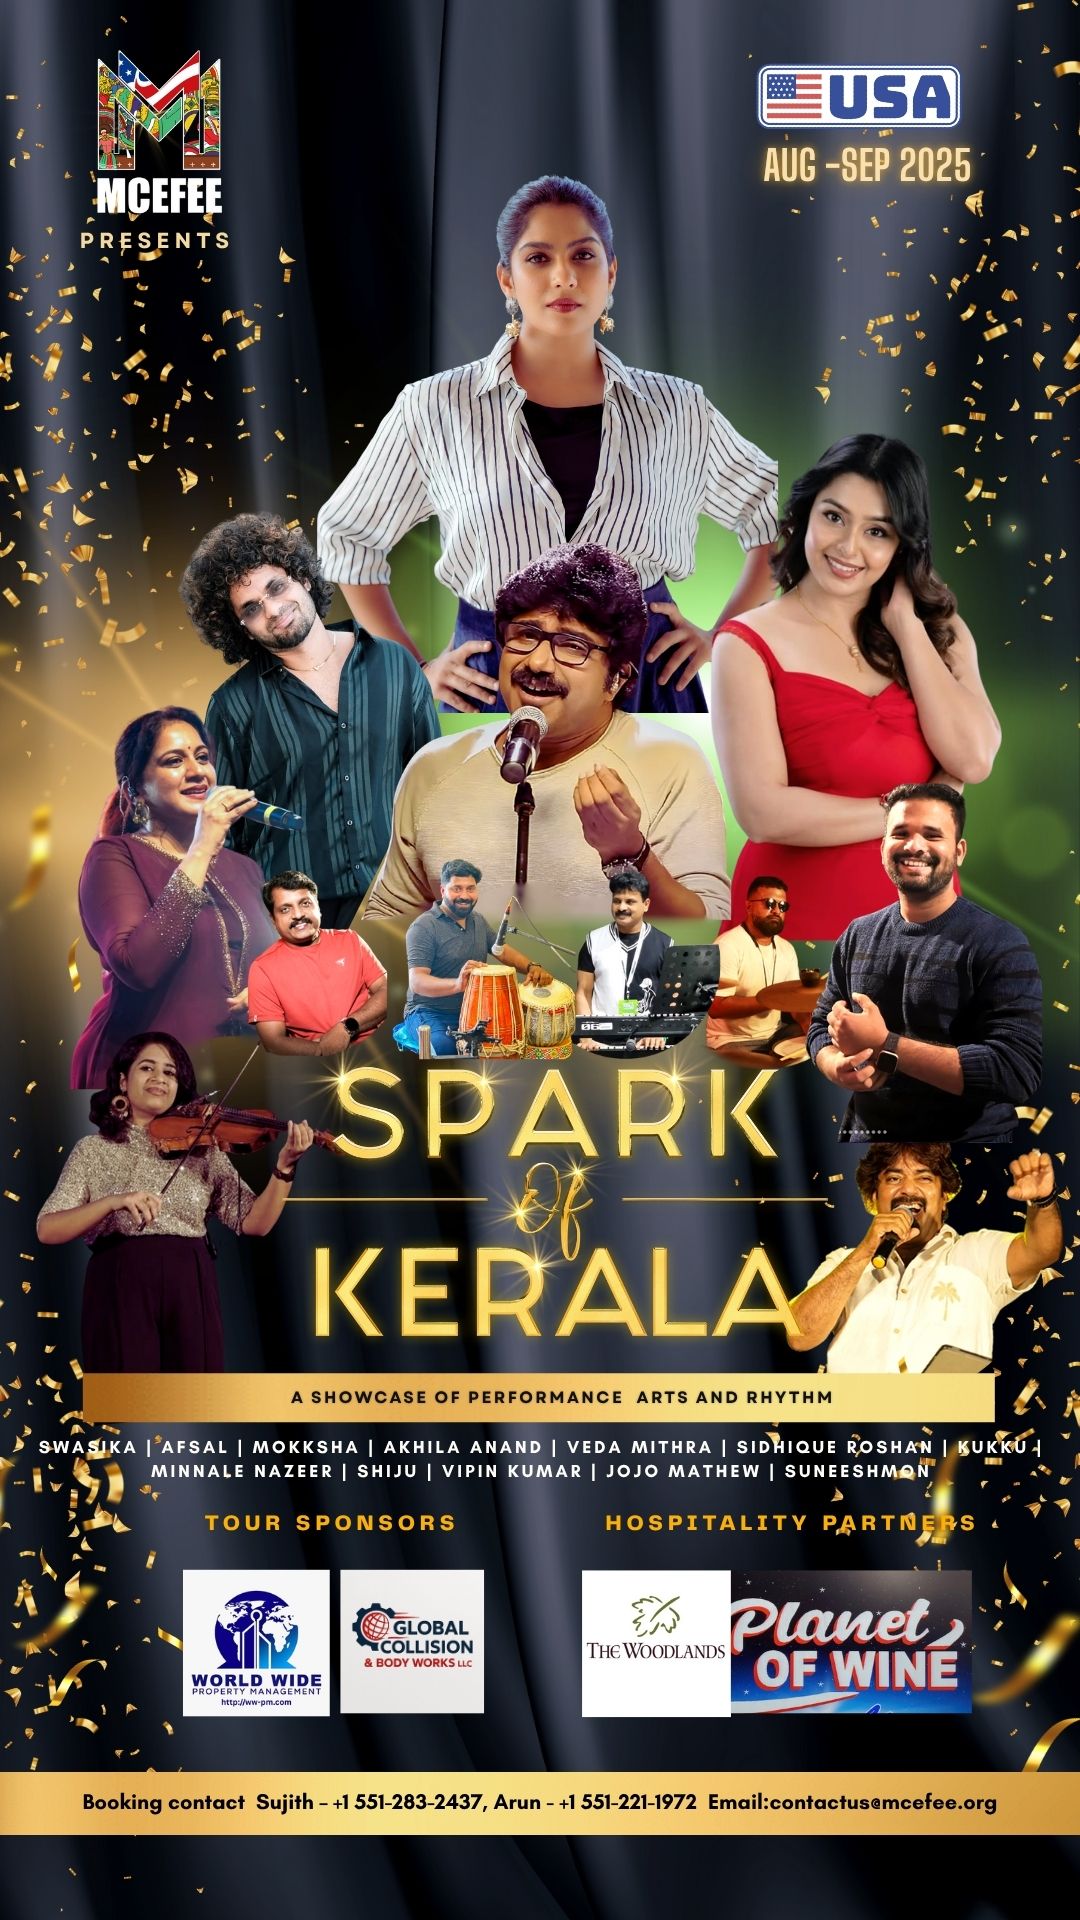 MCEFEE
PRESENTS
USA
AUG -SEP 2025
SPARK
Of
KERALA
A SHOWCASE OF PERFORMANCE ARTS AND RHYTHM
SWASIKA | AFSAL | MOKKSHA | AKHILA ANAND | VEDA MITHRA | SIDHIQUE ROSHAN | KUKKU |
MINNALE NAZEER | SHIJU | VIPIN KUMAR | JOJO MATHEW | SUNEESHMON
TOUR SPONSORS
HOSPITALITY PARTNERS
WORLD WIDE
PROPERTY MANAGEMENT
http://ww-pm.com
GLOBAL
COLLISION
& BODY WORKS LLC
THE WOODLANDS
Planet
OF WINE
Booking contact Sujith - +1 551-283-2437, Arun - +1 551-221-1972 Email:contactus@mcefee.org